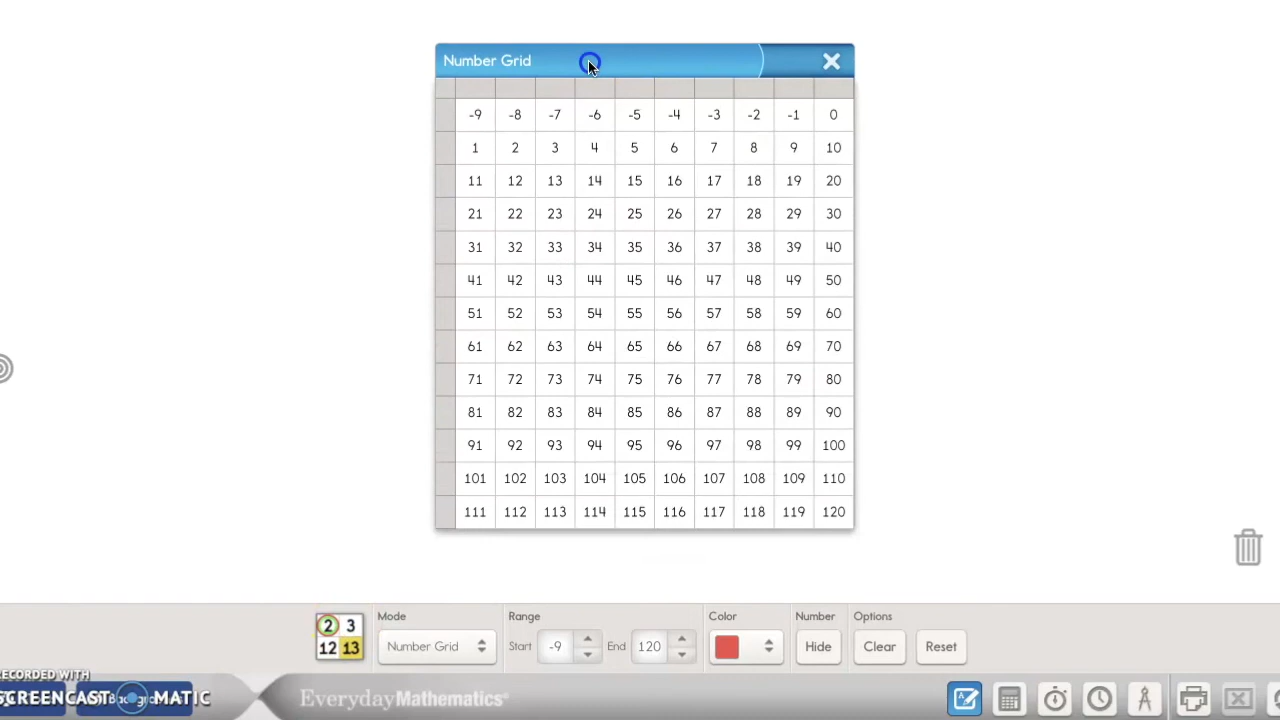 Number Grid
-9 -8 -7 -6 -5 -4 -3 -2 -1 0
1 2 3 4 5 6 7 8 9 10
11 12 13 14 15 16 17 18 19 20
21 22 23 24 25 26 27 28 29 30
31 32 33 34 35 36 37 38 39 40
41 42 43 44 45 46 47 48 49 50
51 52 53 54 55 56 57 58 59 60
61 62 63 64 65 66 67 68 69 70
71 72 73 74 75 76 77 78 79 80
81 82 83 84 85 86 87 88 89 90
91 92 93 94 95 96 97 98 99 100
101 102 103 104 105 106 107 108 109 110
111 112 113 114 115 116 117 118 119 120
2 3 Mode Range Color Number Options
12 13 Number Grid Start -9 End 120 Hide Clear Reset
ECORDED WITH
SCREENCAST MATIC
EverydayMathematics